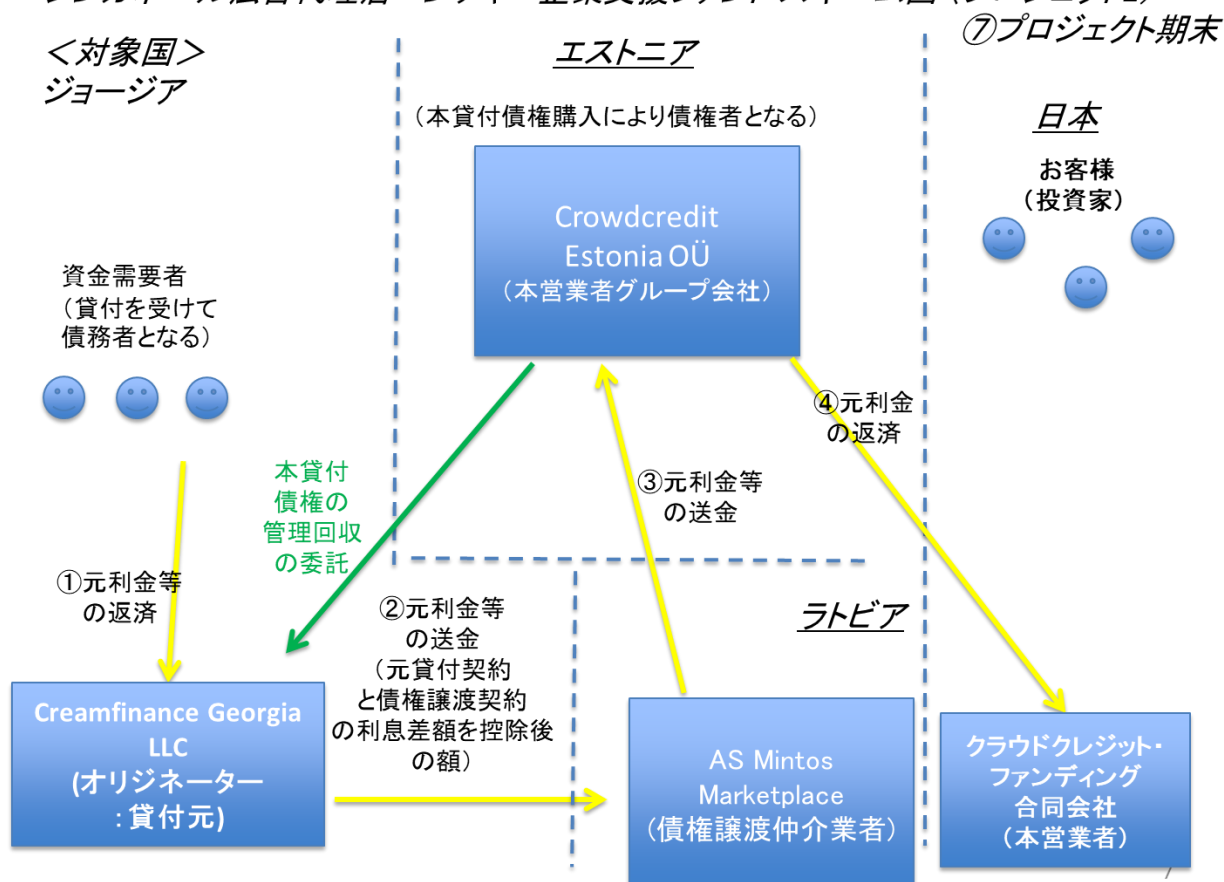 ⑦プロジェクト期末
＜対象国＞
ジョージア
エストニア
（本貸付債権購入により債権者となる）
日本
お客様
（投資家）
Crowdcredit
Estonia OÜ
（本営業者グループ会社）
資金需要者
（貸付を受けて
債務者となる）
④元利金
の返済
本貸付
債権の
管理回収
の委託
③元利金等
の送金
①元利金等
の返済
②元利金等
の送金
（元貸付契約
と債権譲渡契約
の利息差額を控除後
の額）
ラトビア
Creamfinance Georgia
LLC
(オリジネーター
：貸付元)
AS Mintos
Marketplace
（債権譲渡仲介業者）
クラウドクレジット・
ファンディング
合同会社
（本営業者）